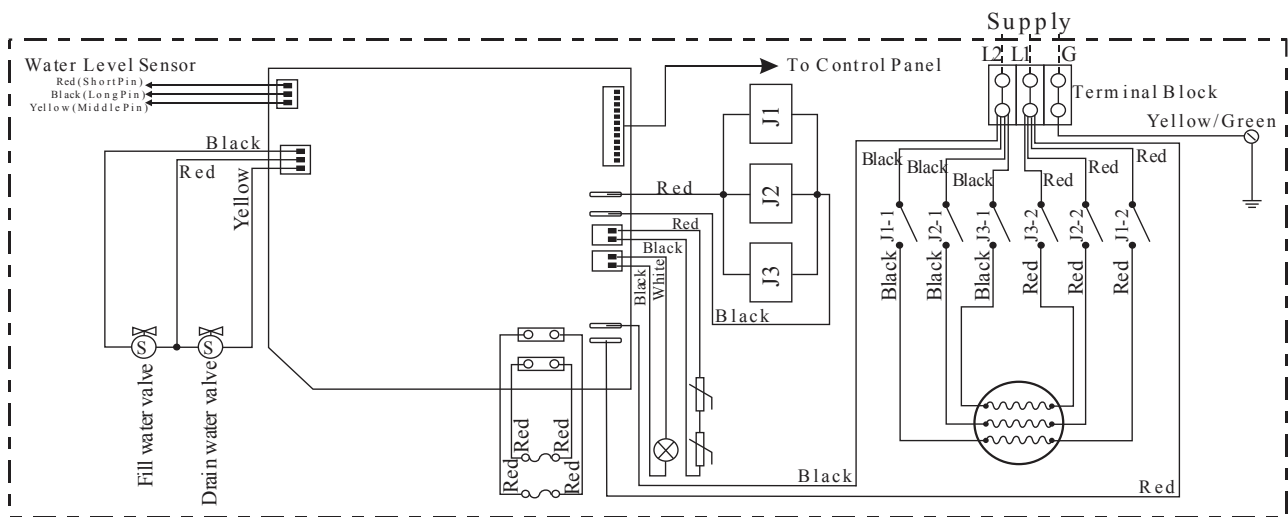 Supply
L2 L1 G
Water Level Sensor
Red(ShortPin)
Black(LongPin)
Yellow(MiddlePin)
To Control Panel
Terminal Block
Yellow/Green
J1
J2
J3
Black
Red
Yellow
Red
Red
Black
White
Black
Black
Black
Black
Black
Red
Red
Red
J1-1
J2-1
J3-1
J3-2
J2-2
J1-2
Black
Black
Black
Red
Red
Red
S
S
Fill water valve
Drain water valve
Red
Red
Red
Red
Black
Red